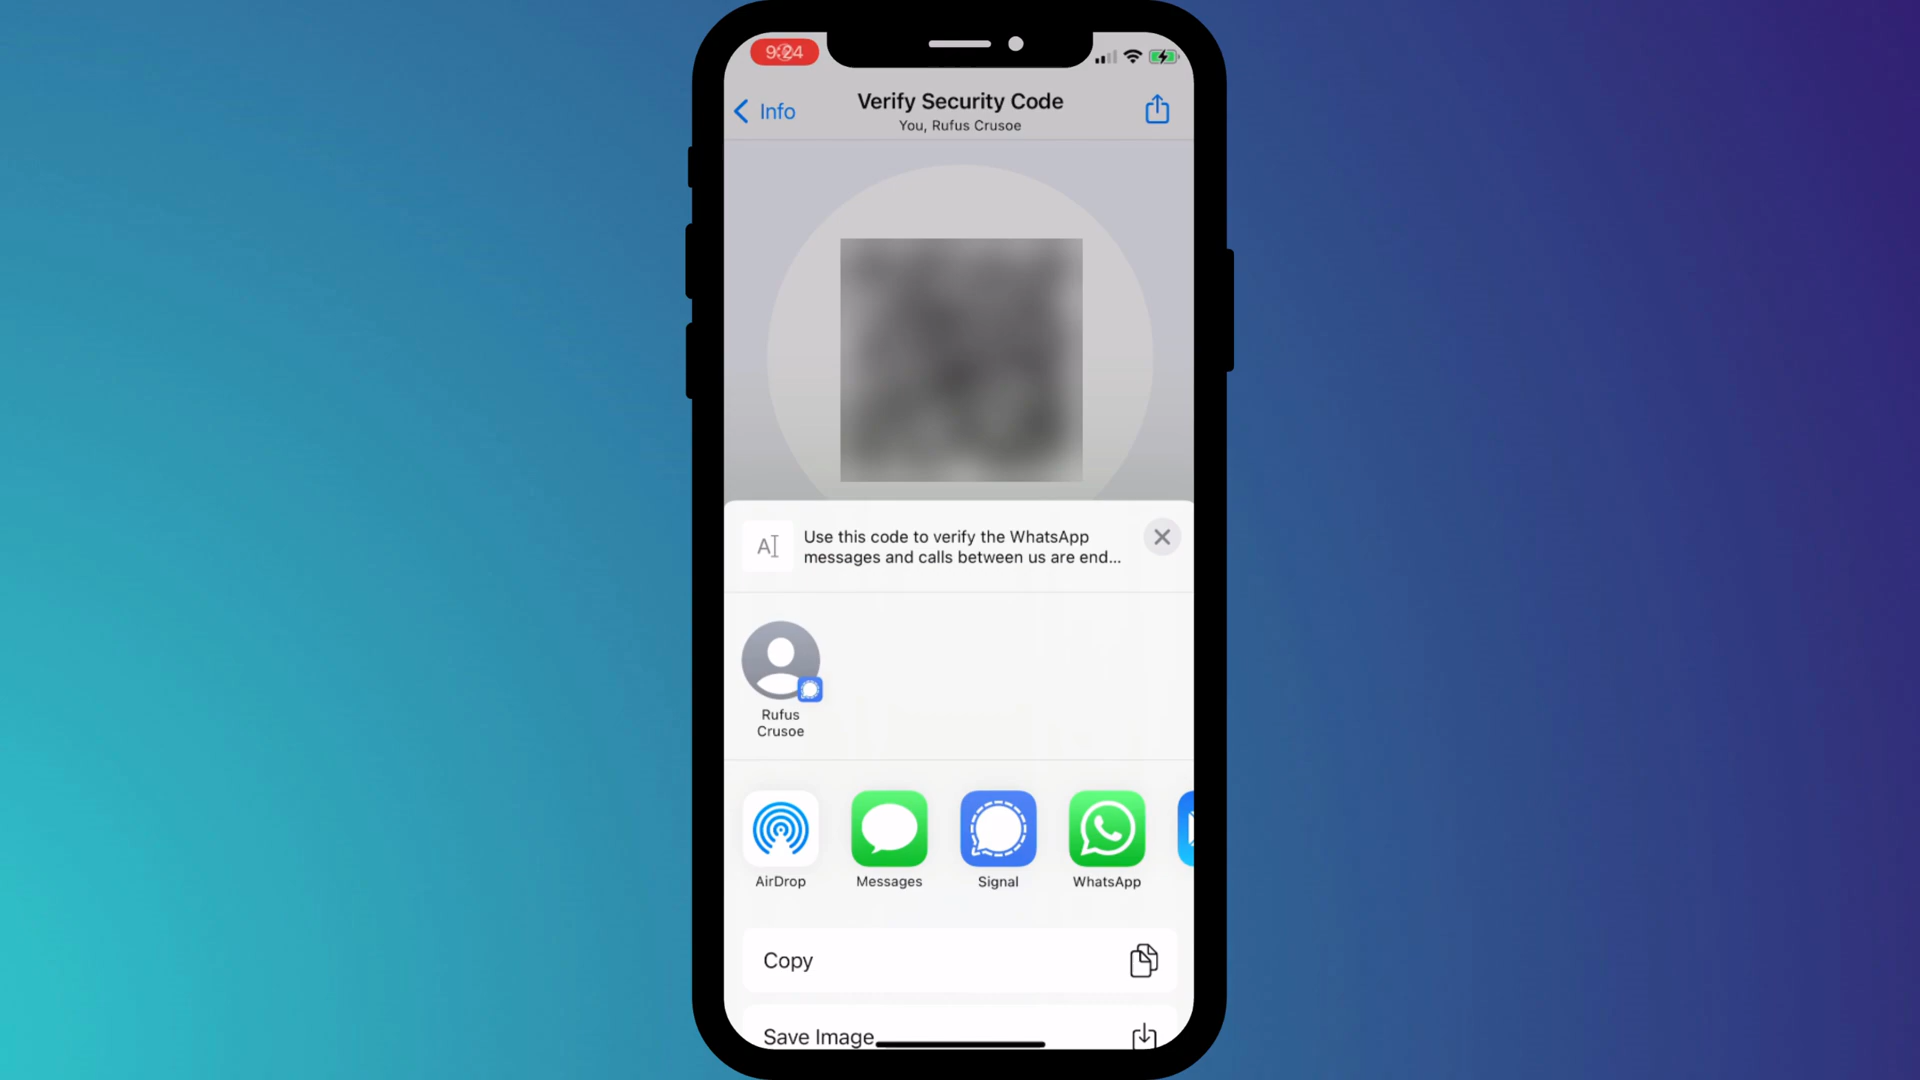 9:24
Info
Verify Security Code
You, Rufus Crusoe
AI
Use this code to verify the WhatsApp
messages and calls between us are end...
Rufus
Crusoe
AirDrop
Messages
Signal
WhatsApp
Copy
Save Image